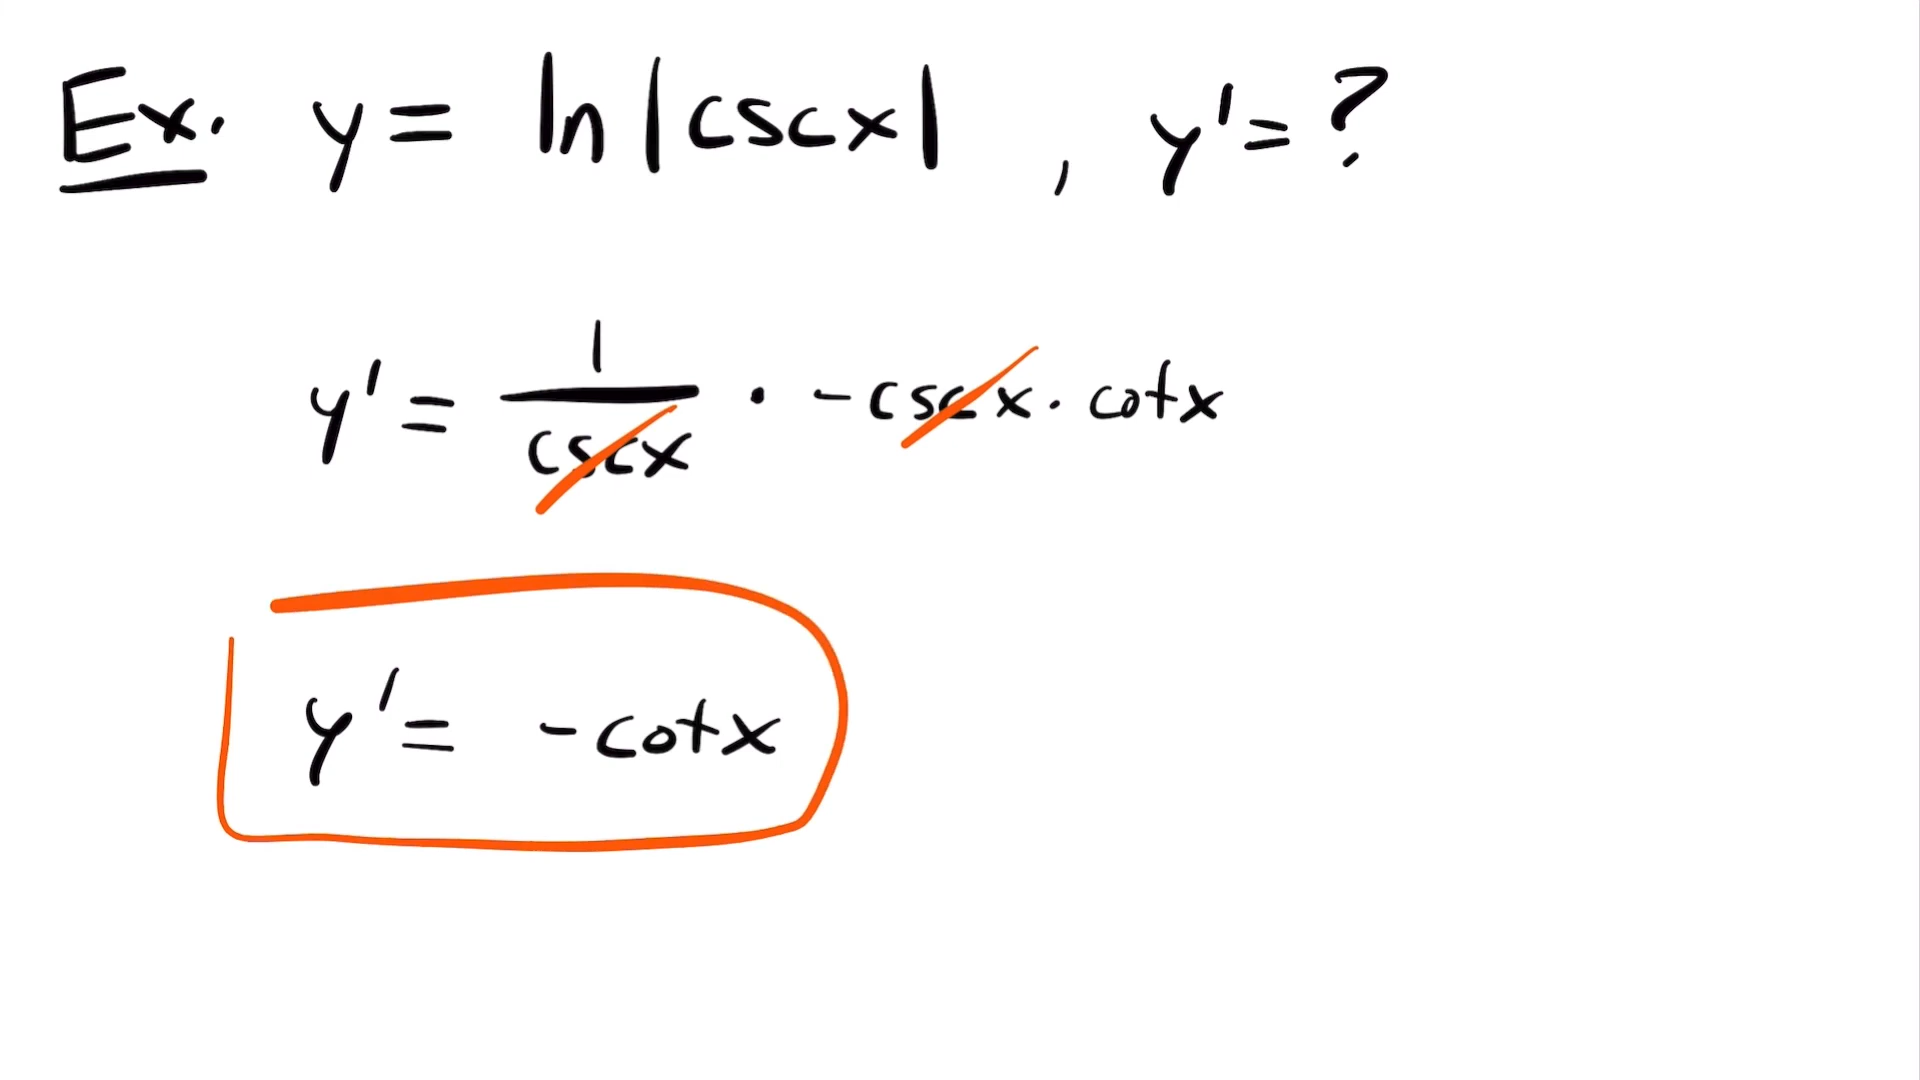 Ex. y = ln|cscx| , y' = ?
y' = 1/cscx · -cscx · cotx
y' = -cotx